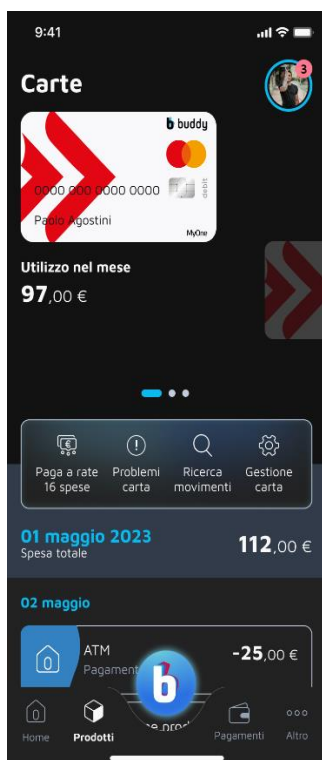 9:41
Carte
3
b buddy
0000 000 0000 0000
debit
Paolo Agostini
MyOne
Utilizzo nel mese
97,00 €
Paga a rate
16 spese
Problemi
carta
Ricerca
movimenti
Gestione
carta
01 maggio 2023
Spesa totale
112,00 €
02 maggio
ATM
-25,00 €
b
Home
Prodotti
Pagamenti
Altro